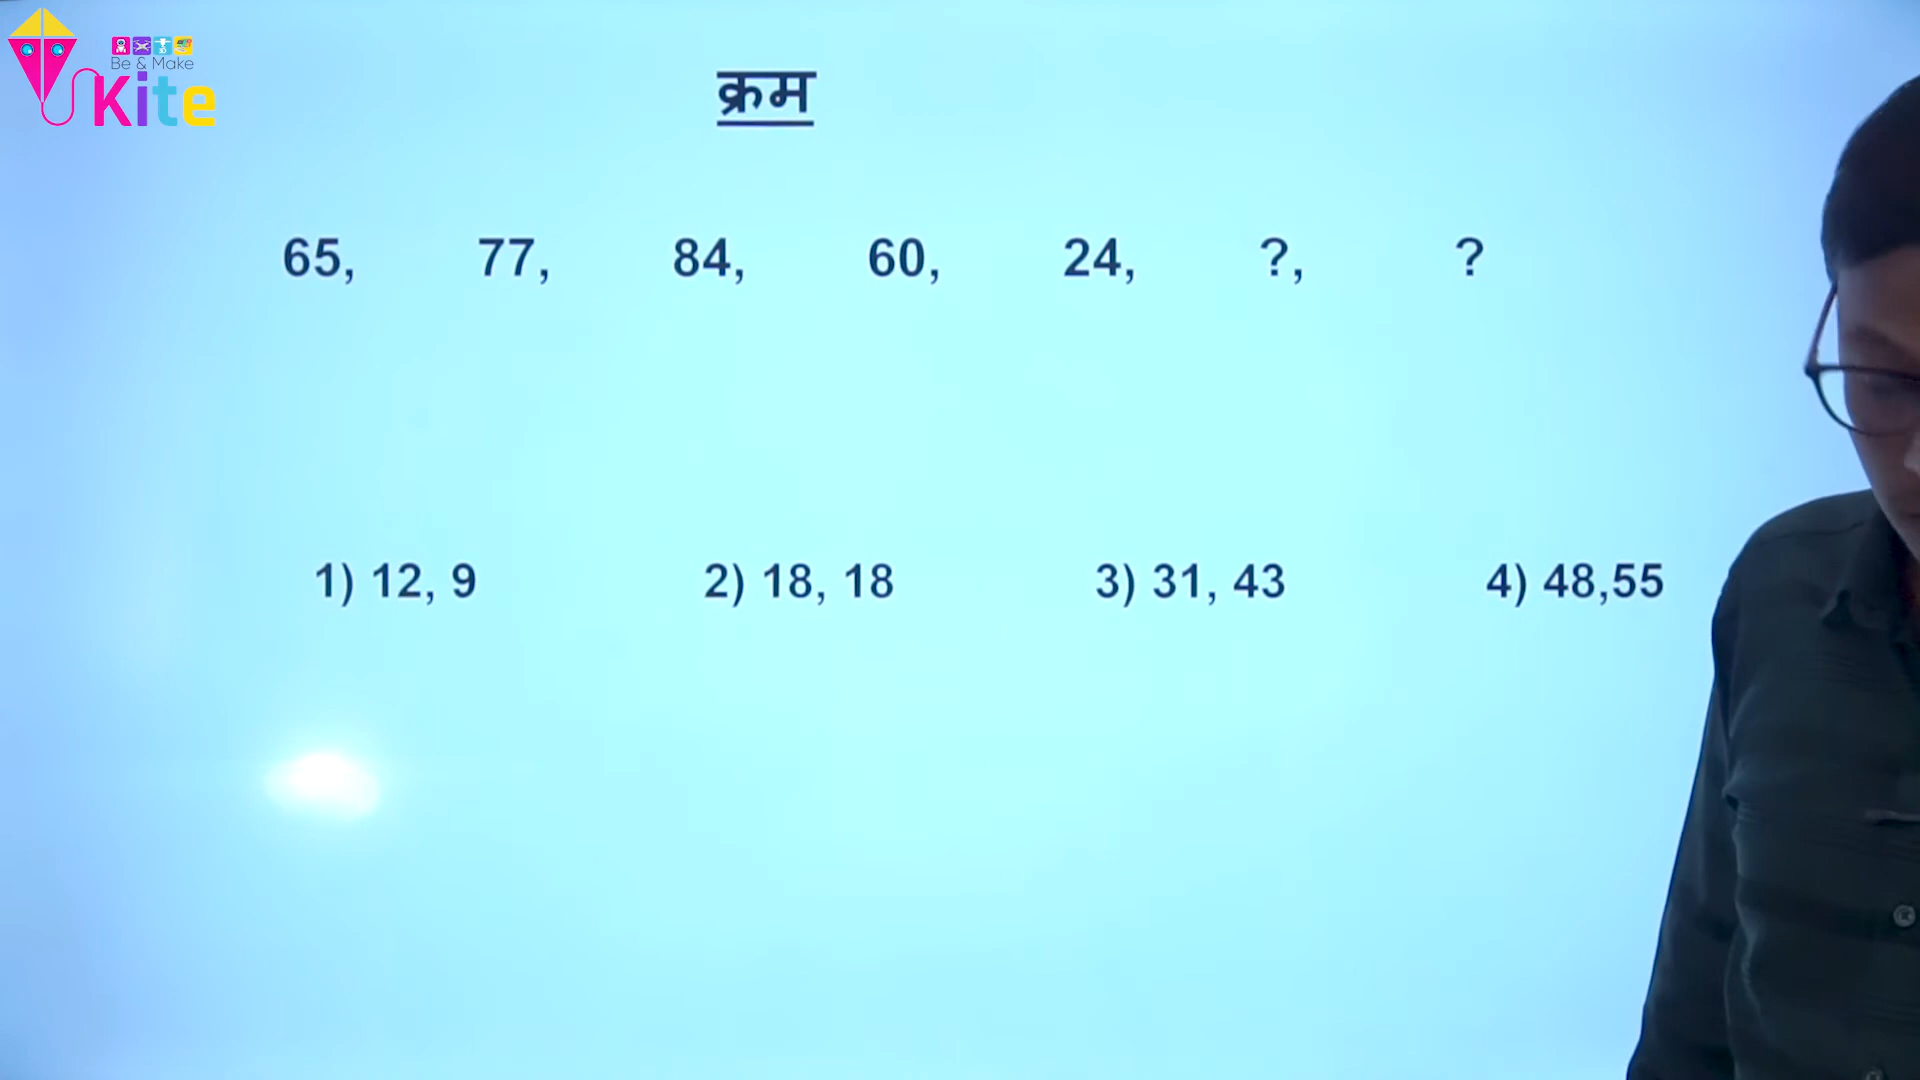 Be & Make
Kite
क्रम
65, 77, 84, 60, 24, ?, ?
1) 12, 9 2) 18, 18 3) 31, 43 4) 48,55